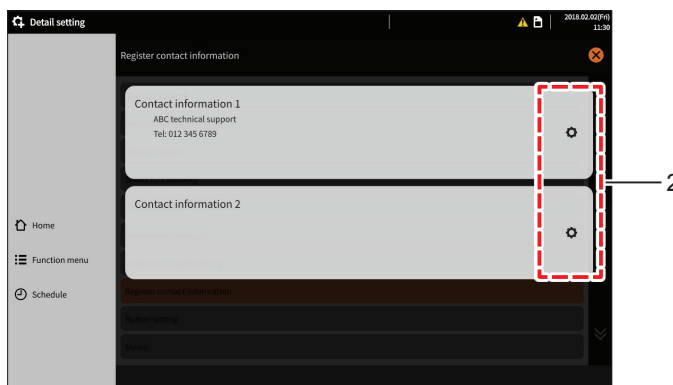 Detail setting
2018.02.02(Fri)
11:30
Register contact information
Contact information 1
ABC technical support
Tel: 012 345 6789
2
Contact information 2
Home
Function menu
Schedule
Register contact information
Button setting
Memo